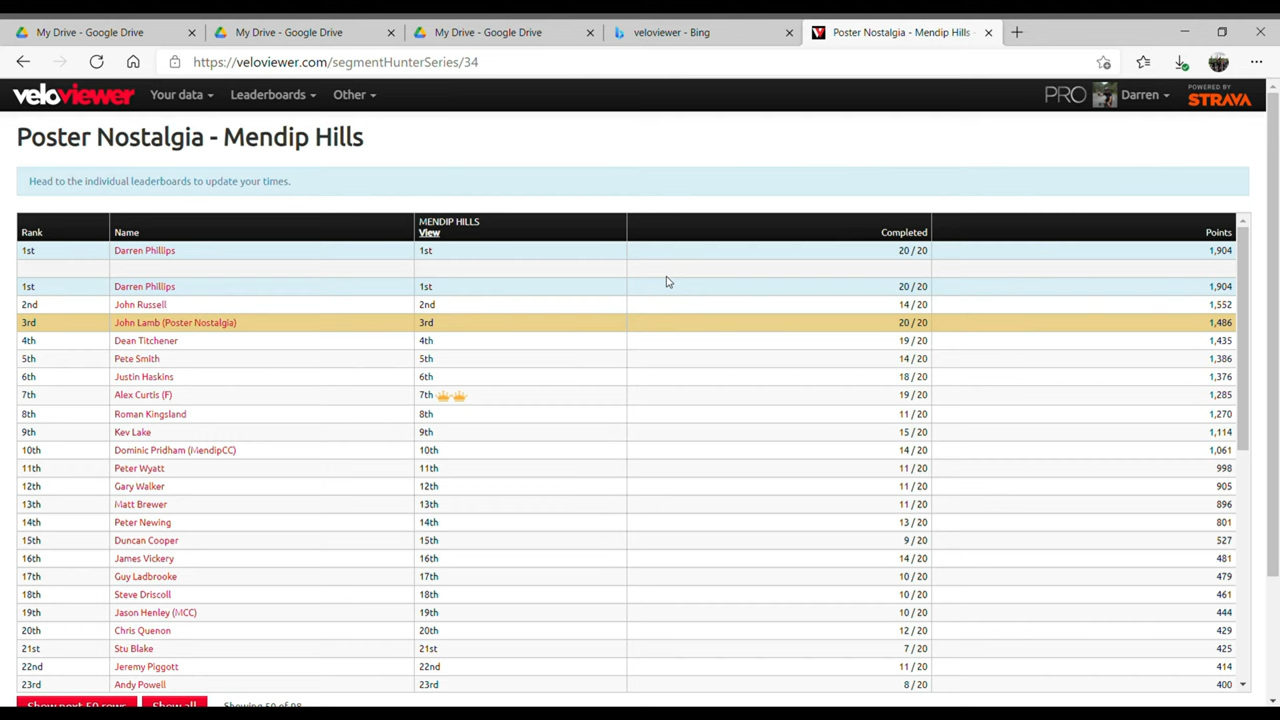 My Drive - Google Drive My Drive - Google Drive My Drive - Google Drive veloviewer - Bing Poster Nostalgia - Mendip Hills
https://veloviewer.com/segmentHunterSeries/34
veloviewer Your data Leaderboards Other PRO Darren POWERED BY STRAVA
Poster Nostalgia - Mendip Hills
Head to the individual leaderboards to update your times.
MENDIP HILLS
Rank Name View Completed Points
1st Darren Phillips 1st 20 / 20 1,904
1st Darren Phillips 1st 20 / 20 1,904
2nd John Russell 2nd 14 / 20 1,552
3rd John Lamb (Poster Nostalgia) 3rd 20 / 20 1,486
4th Dean Titchener 4th 19 / 20 1,435
5th Pete Smith 5th 14 / 20 1,386
6th Justin Haskins 6th 18 / 20 1,376
7th Alex Curtis (F) 7th 19 / 20 1,285
8th Roman Kingsland 8th 11 / 20 1,270
9th Kev Lake 9th 15 / 20 1,114
10th Dominic Pridham (MendipCC) 10th 14 / 20 1,061
11th Peter Wyatt 11th 11 / 20 998
12th Gary Walker 12th 11 / 20 905
13th Matt Brewer 13th 11 / 20 896
14th Peter Newing 14th 13 / 20 801
15th Duncan Cooper 15th 9 / 20 527
16th James Vickery 16th 14 / 20 481
17th Guy Ladbrooke 17th 10 / 20 479
18th Steve Driscoll 18th 10 / 20 461
19th Jason Henley (MCC) 19th 10 / 20 444
20th Chris Quenon 20th 12 / 20 429
21st Stu Blake 21st 7 / 20 425
22nd Jeremy Piggott 22nd 11 / 20 414
23rd Andy Powell 23rd 8 / 20 400
Show next 50 rows Show all Showing 50 of 98